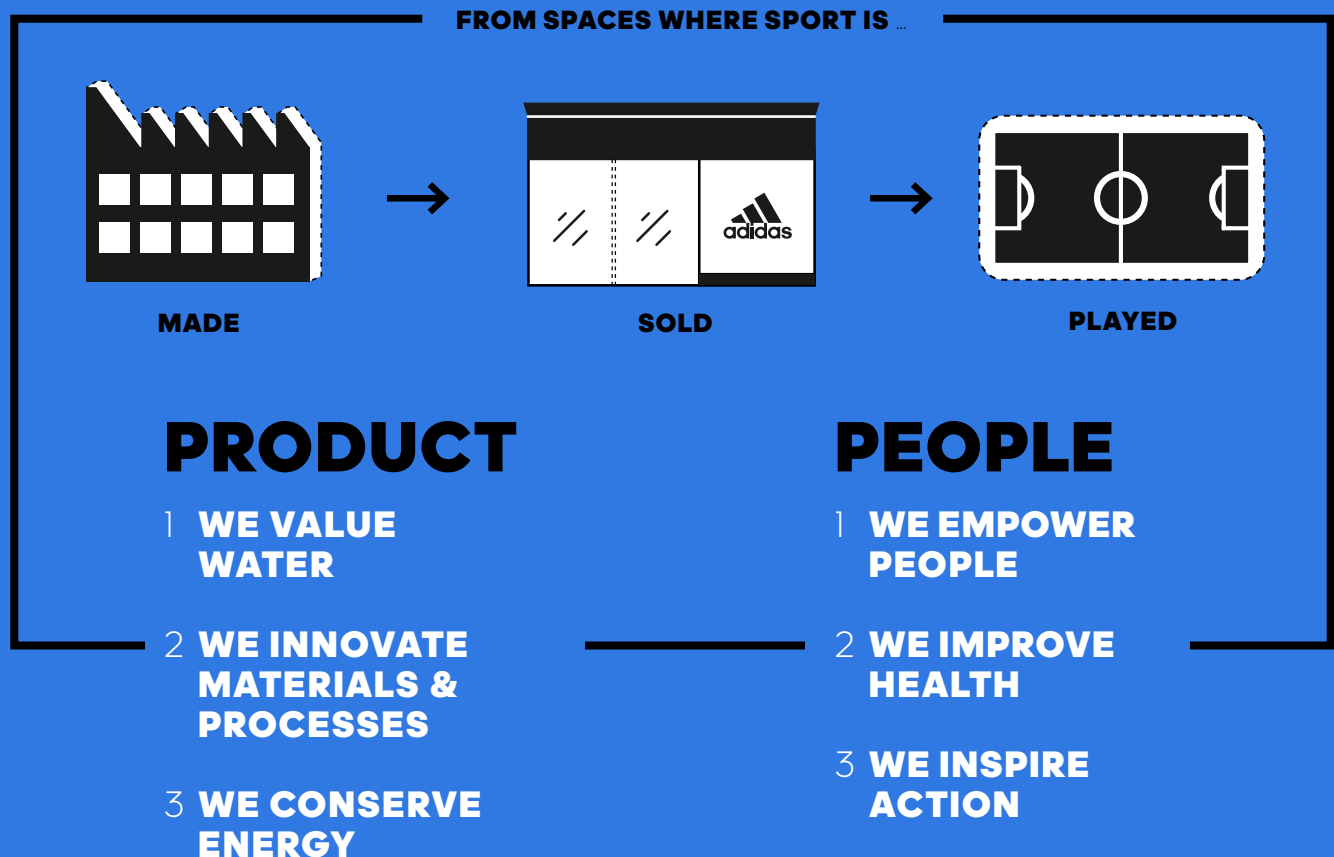 FROM SPACES WHERE SPORT IS ...
adidas
MADE
SOLD
PLAYED
PRODUCT
1 WE VALUE
WATER
2 WE INNOVATE
MATERIALS &
PROCESSES
3 WE CONSERVE
ENERGY
PEOPLE
1 WE EMPOWER
PEOPLE
2 WE IMPROVE
HEALTH
3 WE INSPIRE
ACTION